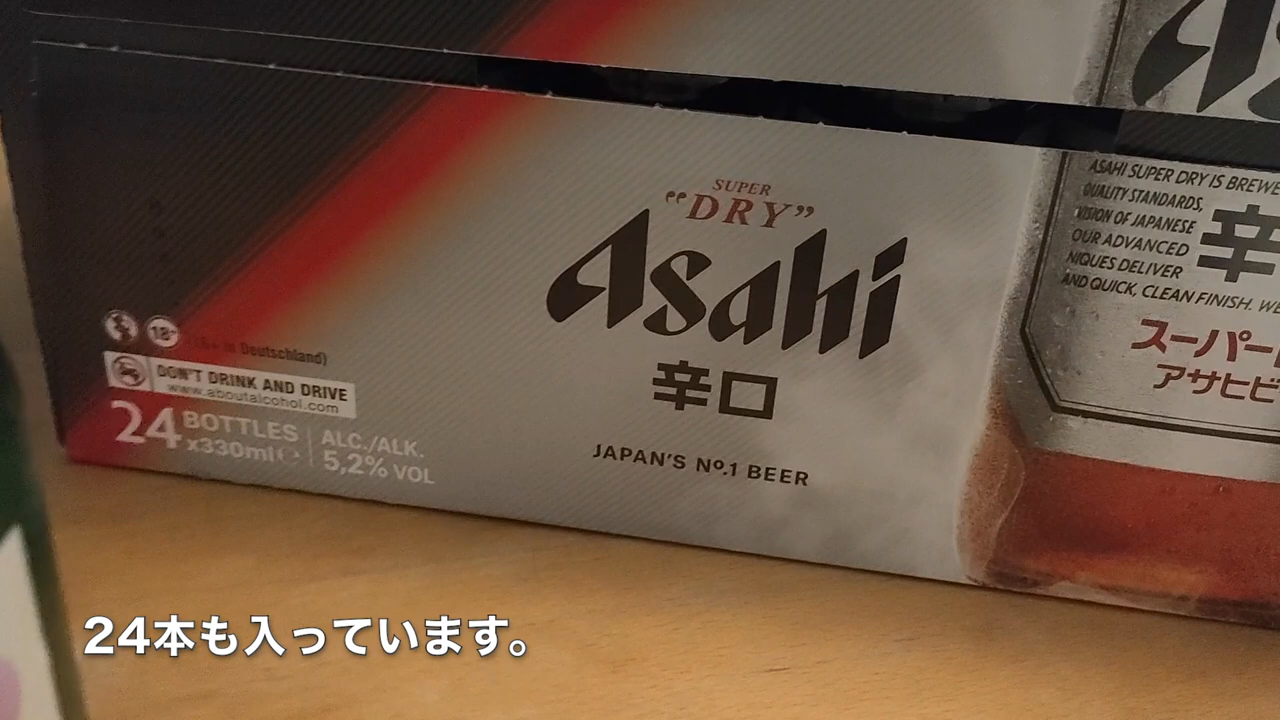 SUPER
“DRY”
Asahi
辛口
JAPAN'S Nº.1 BEER
18+
in Deutschland)
DON'T DRINK AND DRIVE
www.aboutalcohol.com
24 BOTTLES
x330ml℮
ALC./ALK.
5,2% VOL
ASAHI SUPER DRY IS BREWE
QUALITY STANDARDS,
VISION OF JAPANESE
OUR ADVANCED
NIQUES DELIVER
AND QUICK, CLEAN FINISH. WE
辛
スーパー
アサヒビ
24本も入っています。